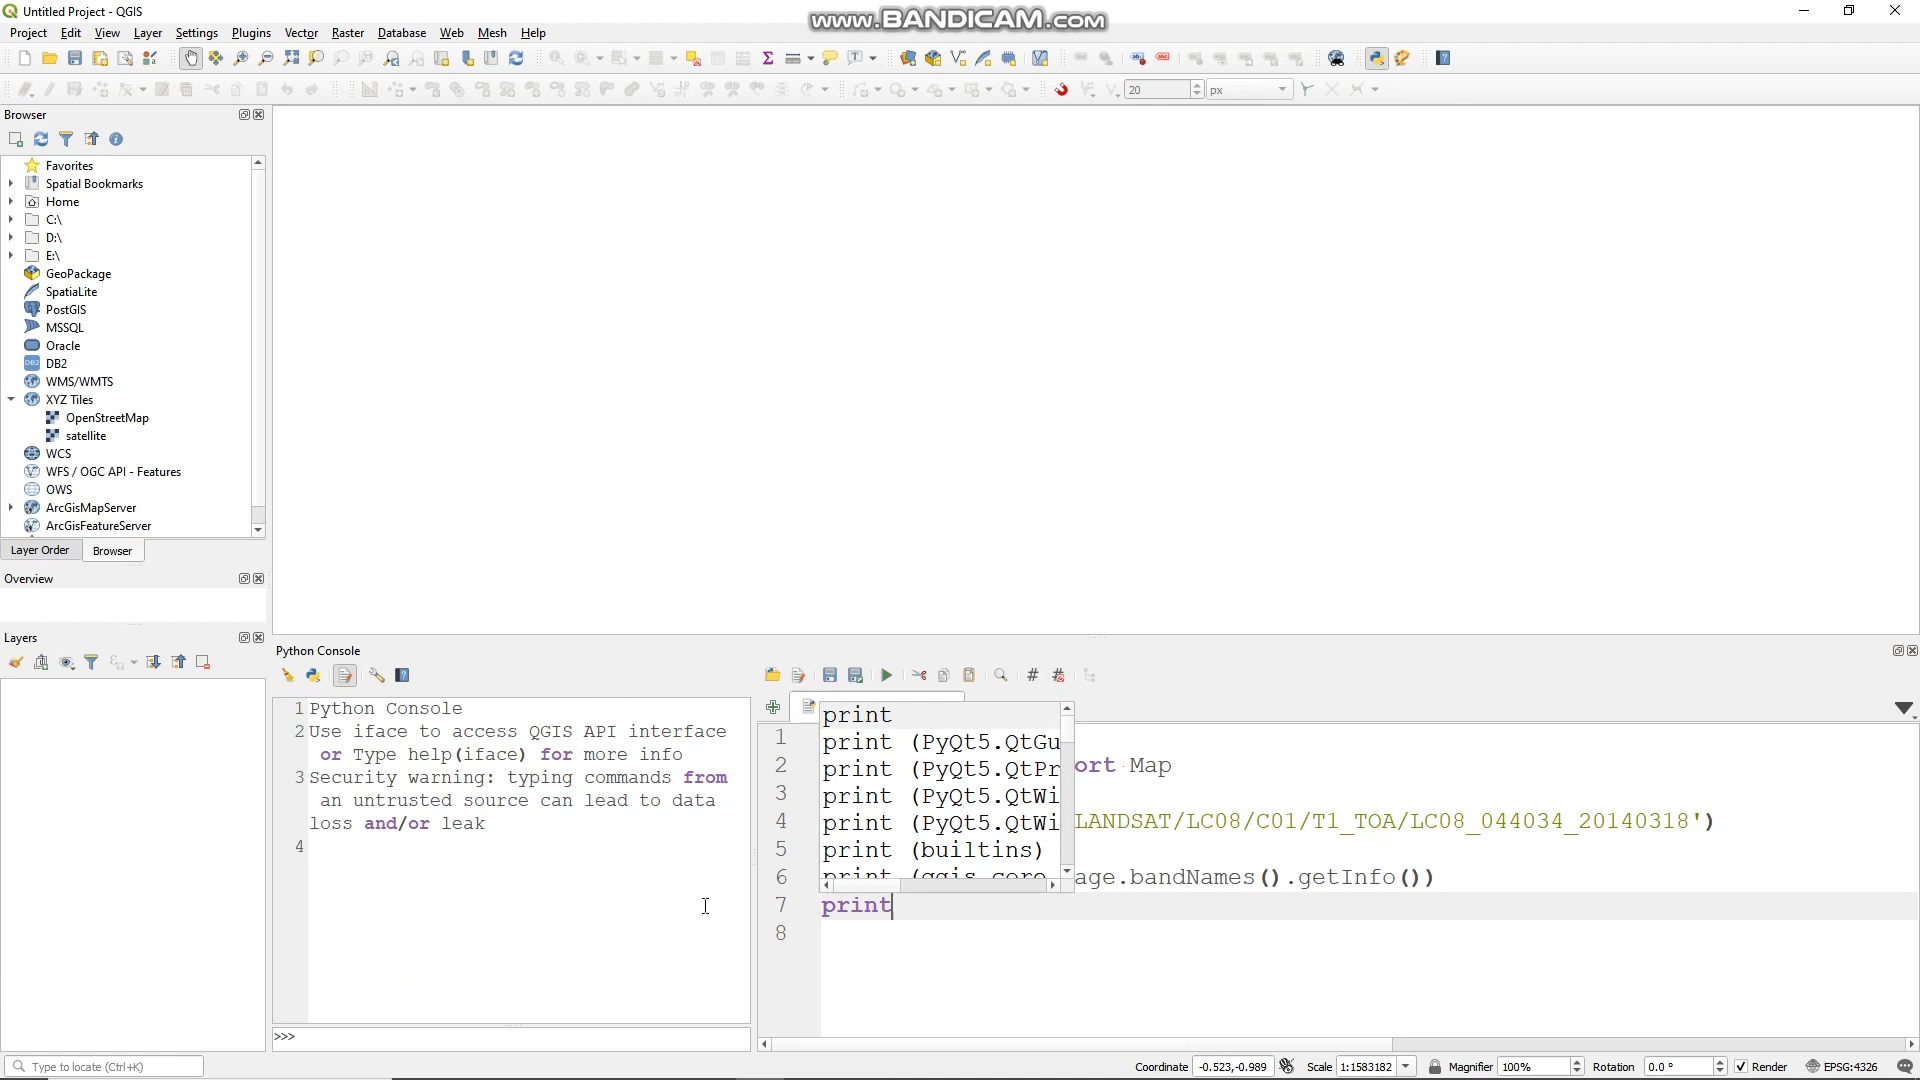 Untitled Project - QGIS
www.BANDICAM.com
Project Edit View Layer Settings Plugins Vector Raster Database Web Mesh Help
20 px
Browser
Favorites
Spatial Bookmarks
Home
C:\
D:\
E:\
GeoPackage
SpatiaLite
PostGIS
MSSQL
Oracle
DB2
WMS/WMTS
XYZ Tiles
OpenStreetMap
satellite
WCS
WFS / OGC API - Features
OWS
ArcGisMapServer
ArcGisFeatureServer
Layer Order Browser
Overview
Layers
Python Console
1 Python Console
2 Use iface to access QGIS API interface
or Type help(iface) for more info
3 Security warning: typing commands from
an untrusted source can lead to data
loss and/or leak
4
>>>
print
1 print (PyQt5.QtGu
2 print (PyQt5.QtPr ort Map
3 print (PyQt5.QtWi
4 print (PyQt5.QtWi LANDSAT/LC08/C01/T1_TOA/LC08_044034_20140318')
5 print (builtins)
6 print (qgis.core age.bandNames().getInfo())
7 print
8
Type to locate (Ctrl+K) Coordinate -0.523,-0.989 Scale 1:1583182 Magnifier 100% Rotation 0.0 ° Render EPSG:4326